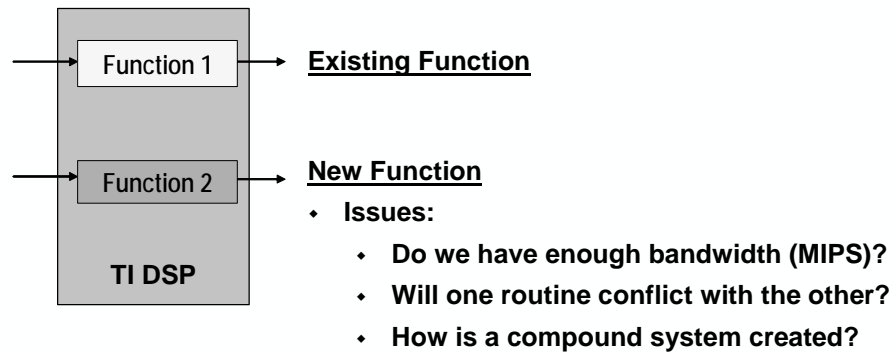 Function 1
Existing Function
Function 2
New Function
Issues:
Do we have enough bandwidth (MIPS)?
Will one routine conflict with the other?
How is a compound system created?
TI DSP